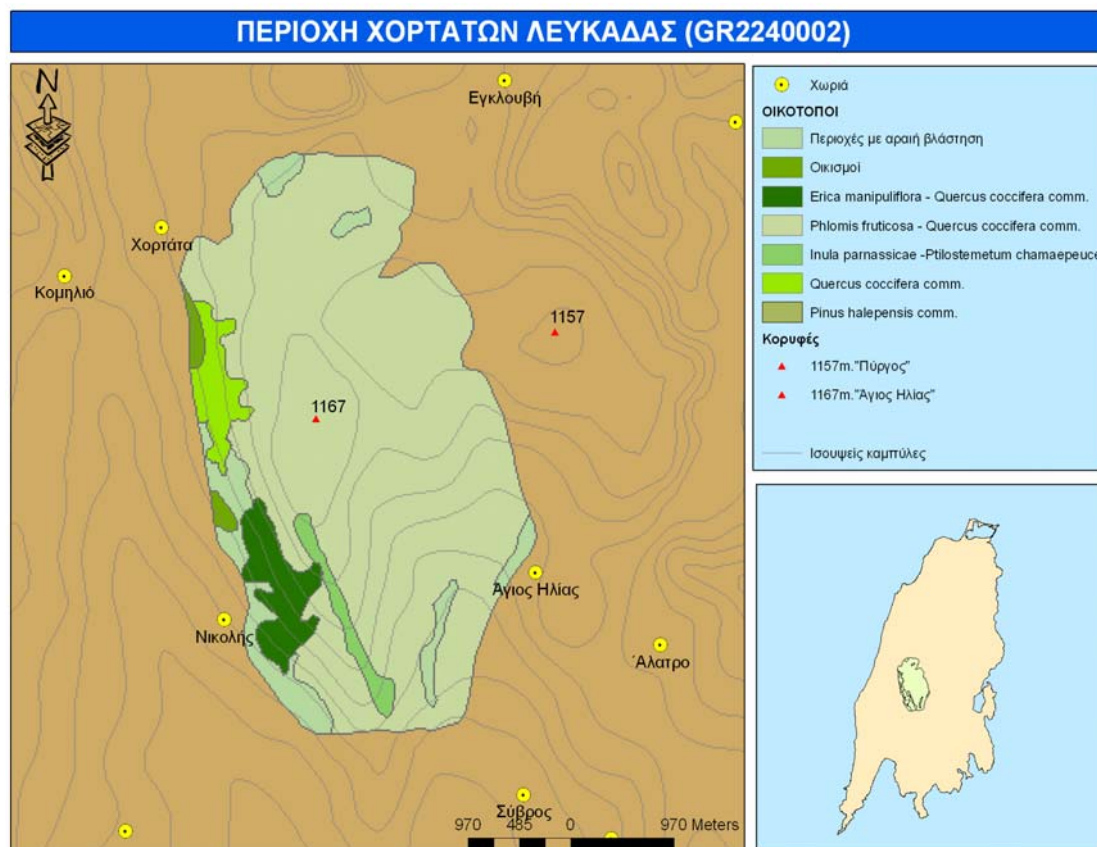 ΠΕΡΙΟΧΗ ΧΟΡΤΑΤΩΝ ΛΕΥΚΑΔΑΣ (GR2240002)
N
Εγκλουβή
Χορτάτα
Κομηλιό
1157
1167
Άγιος Ηλίας
Νικολής
Άλατρο
Σύβρος
970 485 0 970 Meters
Χωριά
ΟΙΚΟΤΟΠΟΙ
Περιοχές με αραιή βλάστηση
Οικισμοί
Erica manipuliflora - Quercus coccifera comm.
Phlomis fruticosa - Quercus coccifera comm.
Inula parnassicae -Ptilostemetum chamaepeuce
Quercus coccifera comm.
Pinus halepensis comm.
Κορυφές
1157m."Πύργος"
1167m."Άγιος Ηλίας"
Ισουψείς καμπύλες